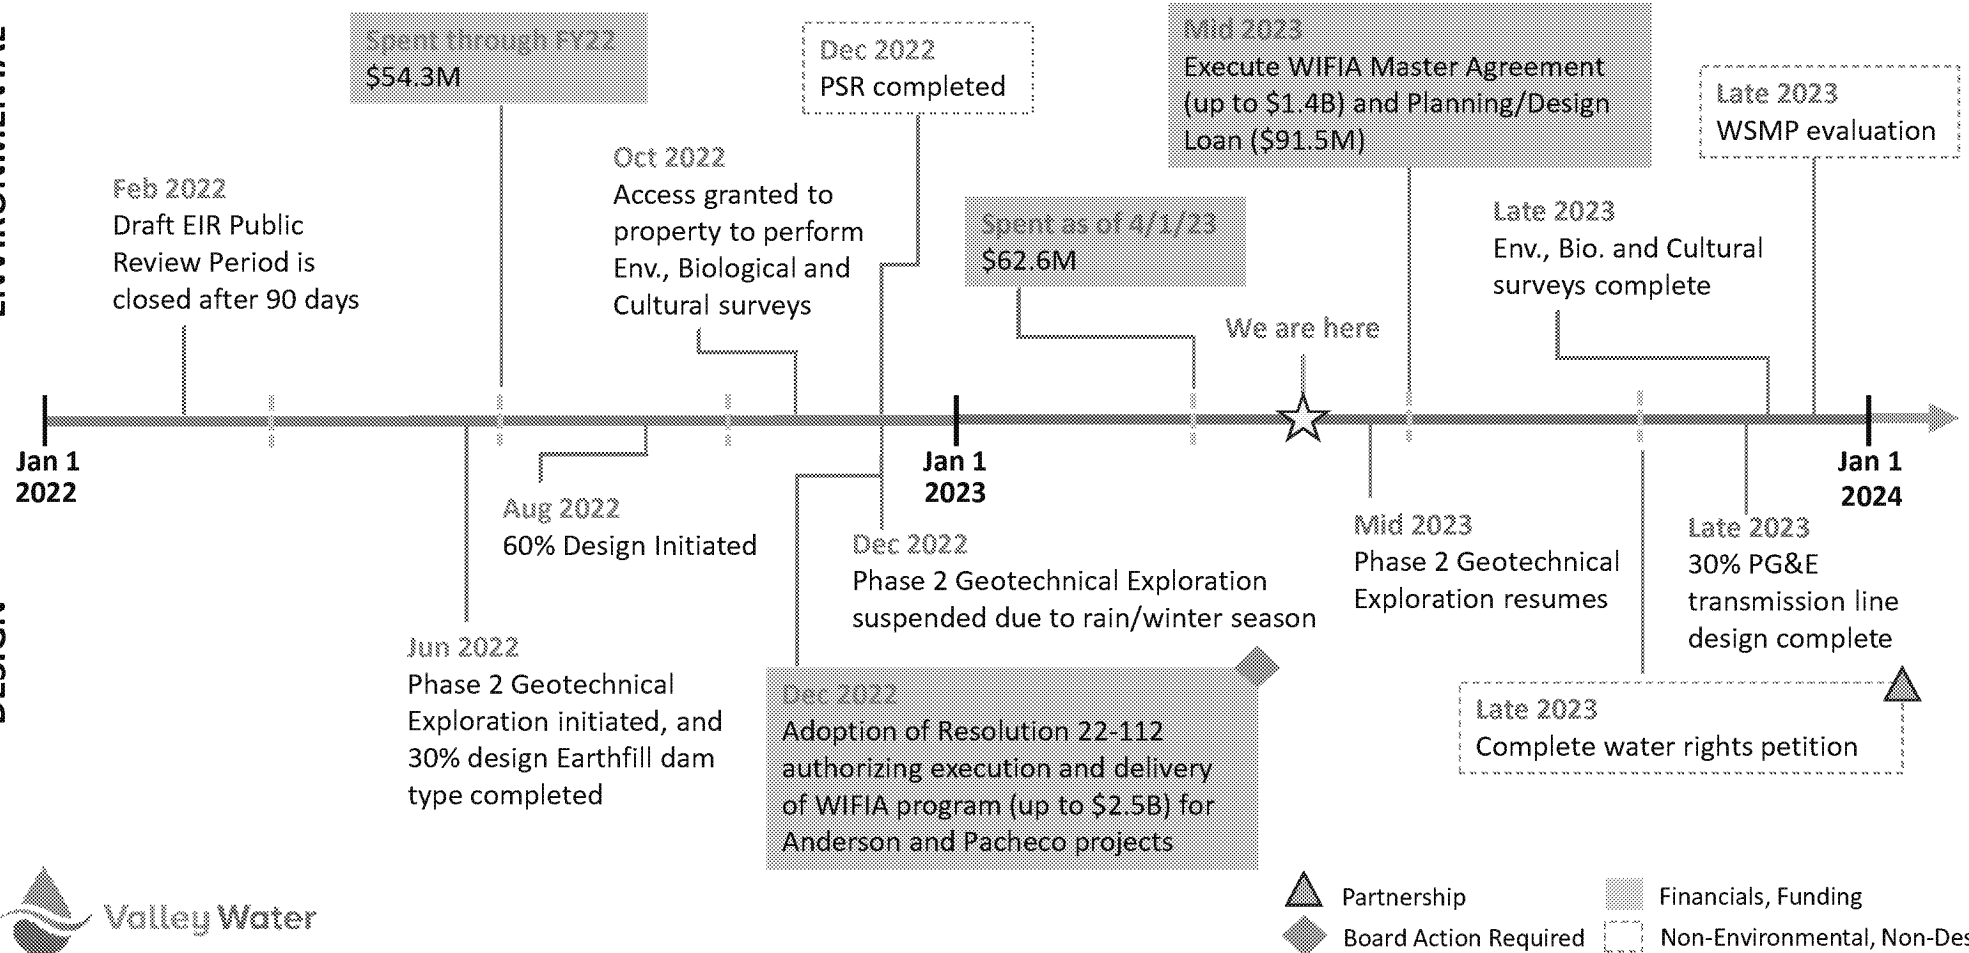 ENVIRONMENTAL
Spent through FY22
$54.3M
Dec 2022
PSR completed
Mid 2023
Execute WIFIA Master Agreement
(up to $1.4B) and Planning/Design
Loan ($91.5M)
Late 2023
WSMP evaluation
Feb 2022
Draft EIR Public
Review Period is
closed after 90 days
Oct 2022
Access granted to
property to perform
Env., Biological and
Cultural surveys
Spent as of 4/1/23
$62.6M
Late 2023
Env., Bio. and Cultural
surveys complete
We are here
Jan 1
2022
Jan 1
2023
Jan 1
2024
DESIGN
Aug 2022
60% Design Initiated
Dec 2022
Phase 2 Geotechnical Exploration
suspended due to rain/winter season
Mid 2023
Phase 2 Geotechnical
Exploration resumes
Late 2023
30% PG&E
transmission line
design complete
Jun 2022
Phase 2 Geotechnical
Exploration initiated, and
30% design Earthfill dam
type completed
Dec 2022
Adoption of Resolution 22-112
authorizing execution and delivery
of WIFIA program (up to $2.5B) for
Anderson and Pacheco projects
Late 2023
Complete water rights petition
Valley Water
Partnership
Financials, Funding
Board Action Required
Non-Environmental, Non-Des